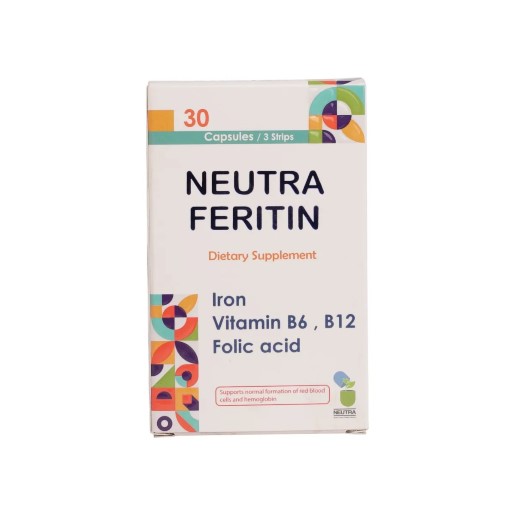 30
Capsules / 3 Strips
NEUTRA
FERITIN
Dietary Supplement
Iron
Vitamin B6 , B12
Folic acid
Supports normal formation of red blood
cells and hemoglobin
NEUTRA